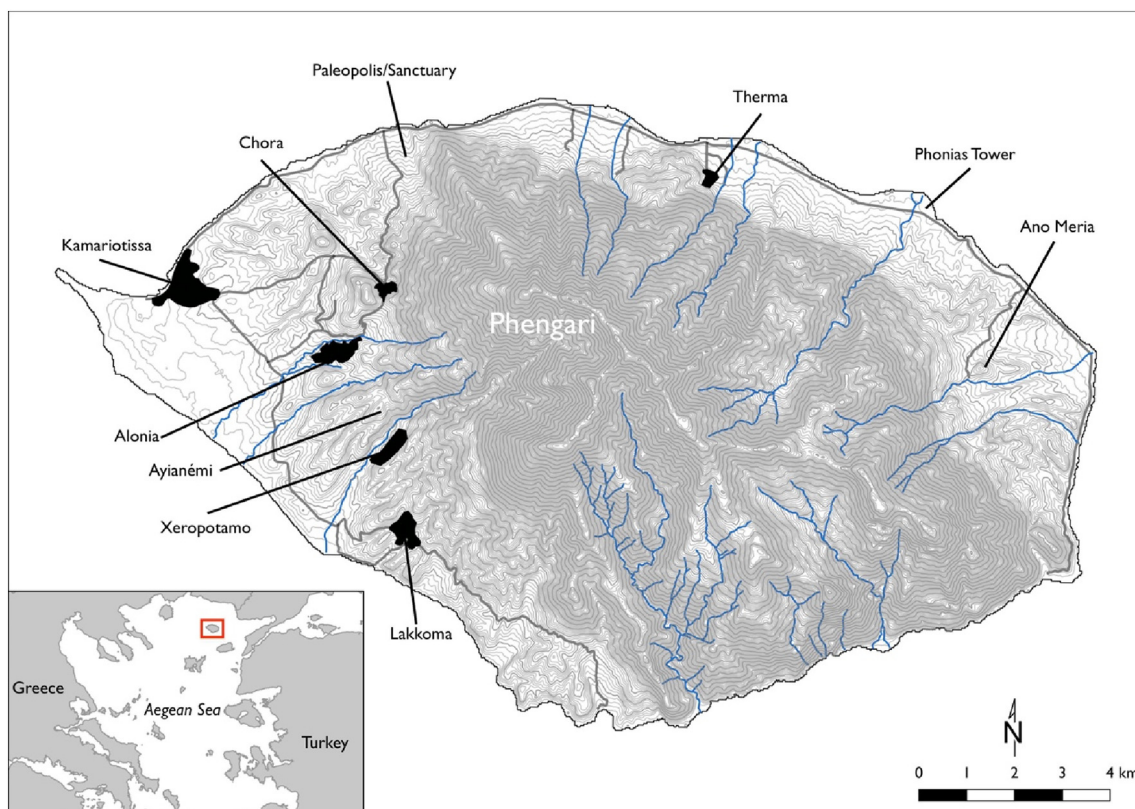 Paleopolis/Sanctuary
Therma
Chora
Phonias Tower
Ano Meria
Kamariotissa
Phengari
Alonia
Ayianémi
Xeropotamo
Lakkoma
Greece
Aegean Sea
Turkey
N
0 1 2 3 4 km